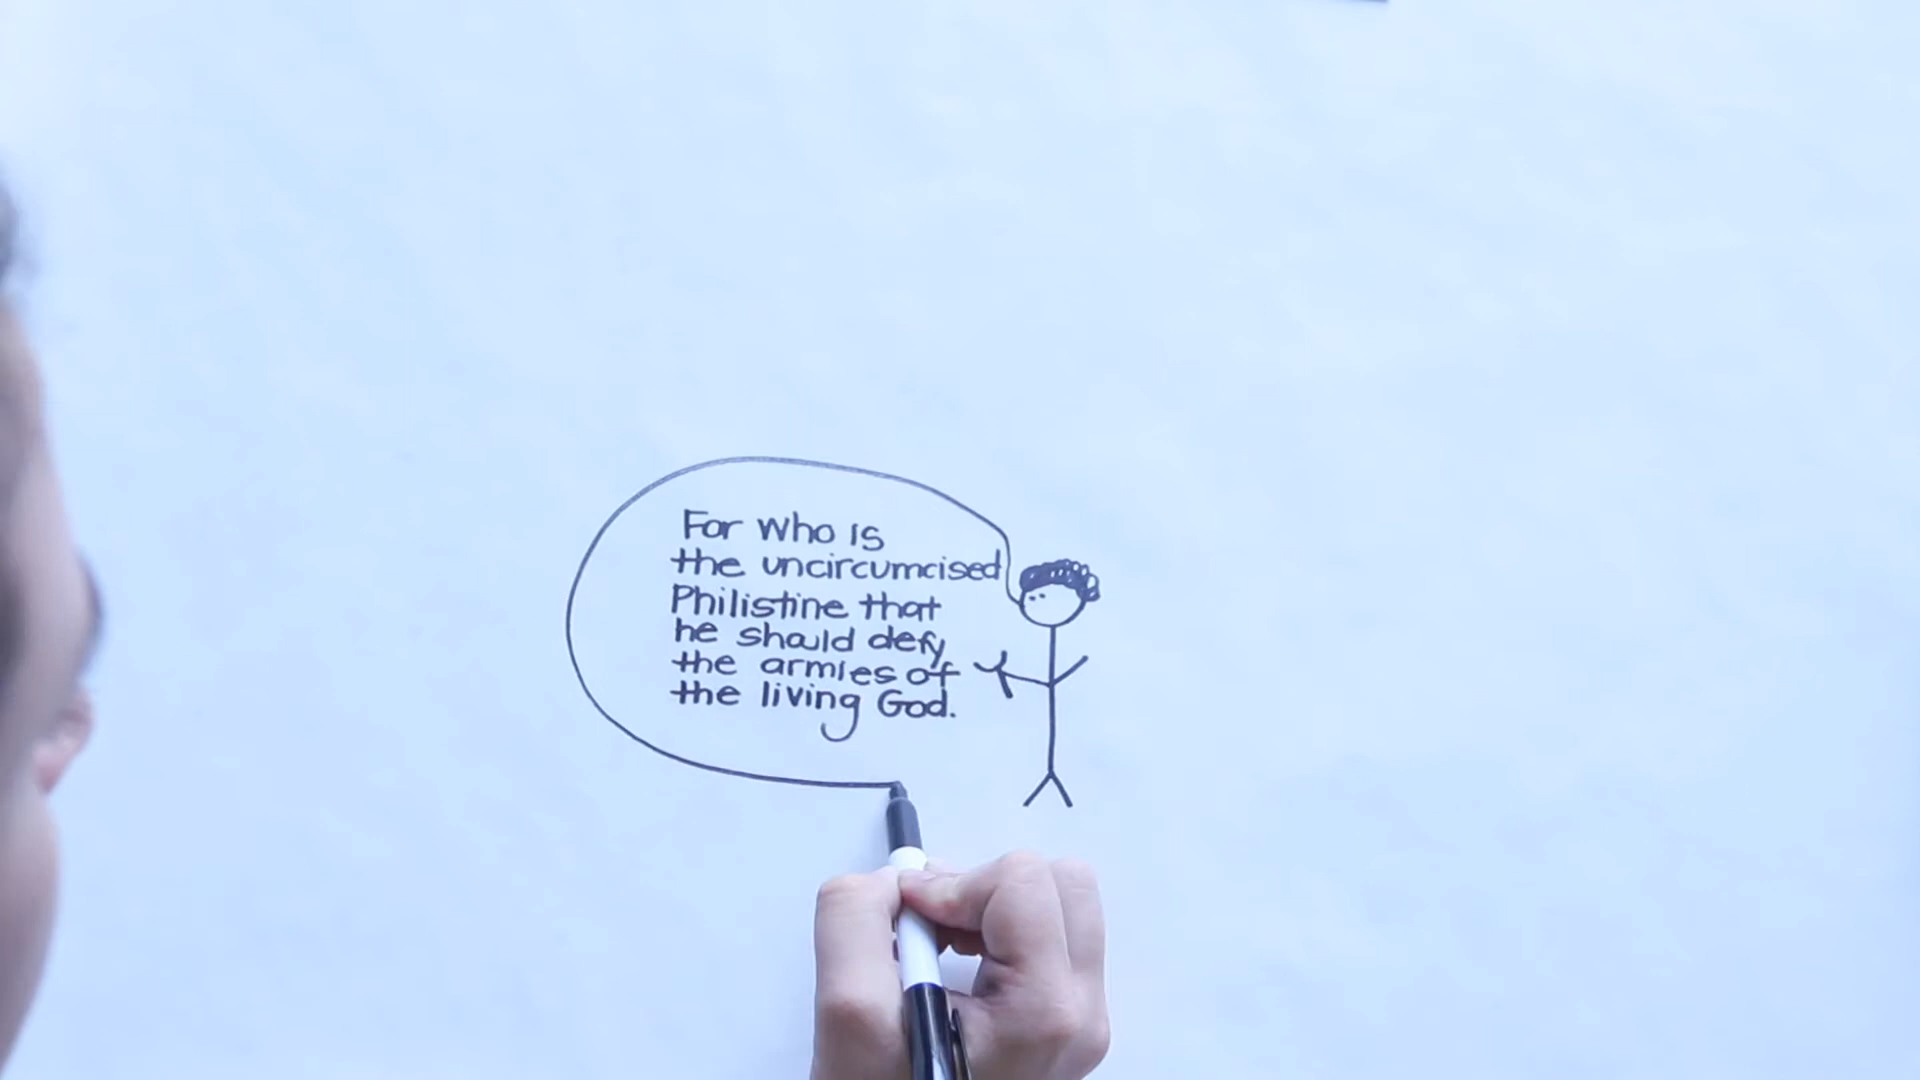 For who is
the uncircumcised
Philistine that
he should defy
the armies of
the living God.